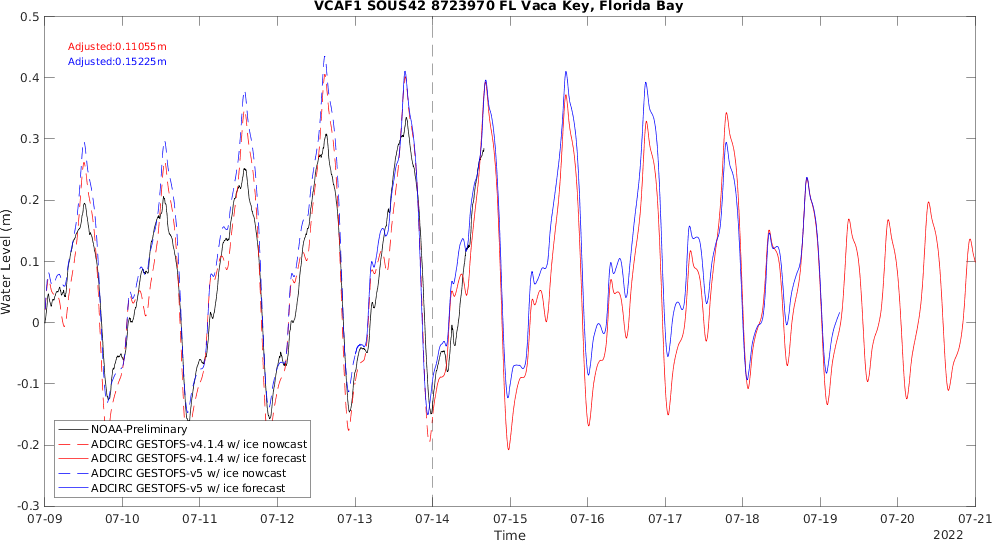 VCAF1 SOUS42 8723970 FL Vaca Key, Florida Bay
0.5
Adjusted:0.11055m
Adjusted:0.15225m
0.4
0.3
0.2
0.1
0
-0.1
-0.2
-0.3
Water Level (m)
NOAA-Preliminary
ADCIRC GESTOFS-v4.1.4 w/ ice nowcast
ADCIRC GESTOFS-v4.1.4 w/ ice forecast
ADCIRC GESTOFS-v5 w/ ice nowcast
ADCIRC GESTOFS-v5 w/ ice forecast
07-09 07-10 07-11 07-12 07-13 07-14 07-15 07-16 07-17 07-18 07-19 07-20 07-21
Time
2022